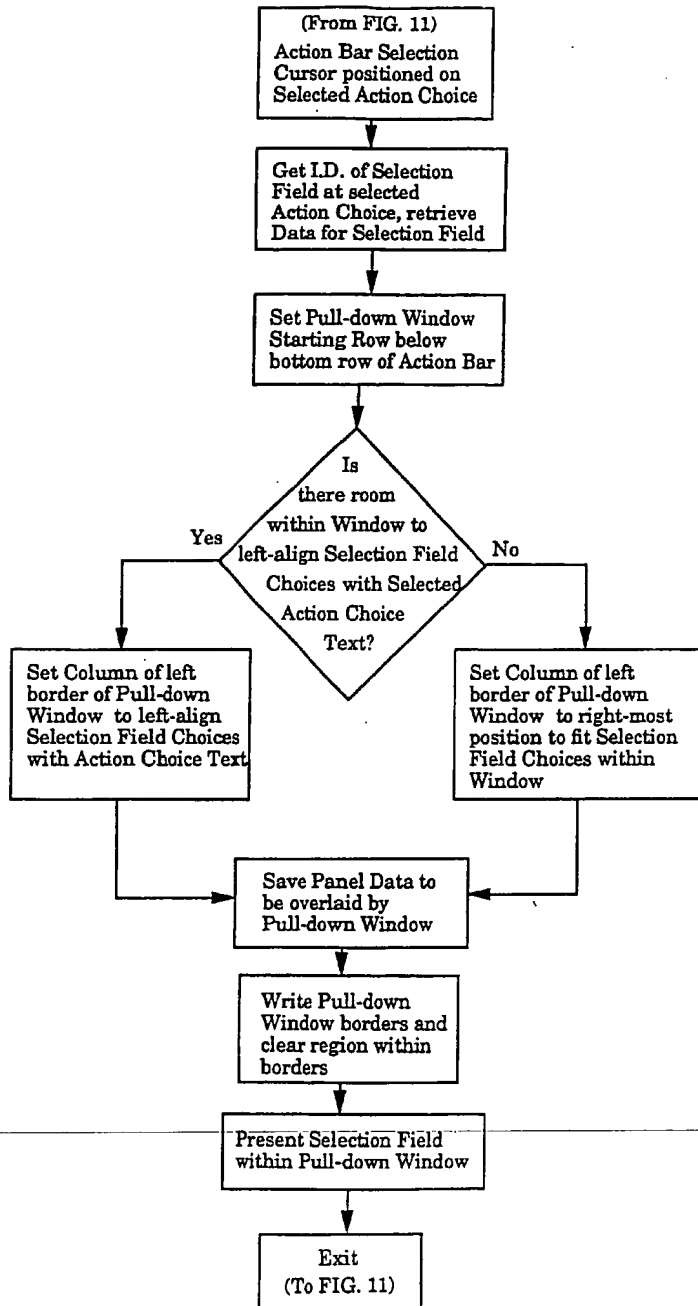 (From FIG. 11)
Action Bar Selection
Cursor positioned on
Selected Action Choice
Get I.D. of Selection
Field at selected
Action Choice, retrieve
Data for Selection Field
Set Pull-down Window
Starting Row below
bottom row of Action Bar
Is
there room
within Window to
left-align Selection Field
Choices with Selected
Action Choice
Text?
Yes
No
Set Column of left
border of Pull-down
Window to left-align
Selection Field Choices
with Action Choice Text
Set Column of left
border of Pull-down
Window to right-most
position to fit Selection
Field Choices within
Window
Save Panel Data to
be overlaid by
Pull-down Window
Write Pull-down
Window borders and
clear region within
borders
Present Selection Field
within Pull-down Window
Exit
(To FIG. 11)